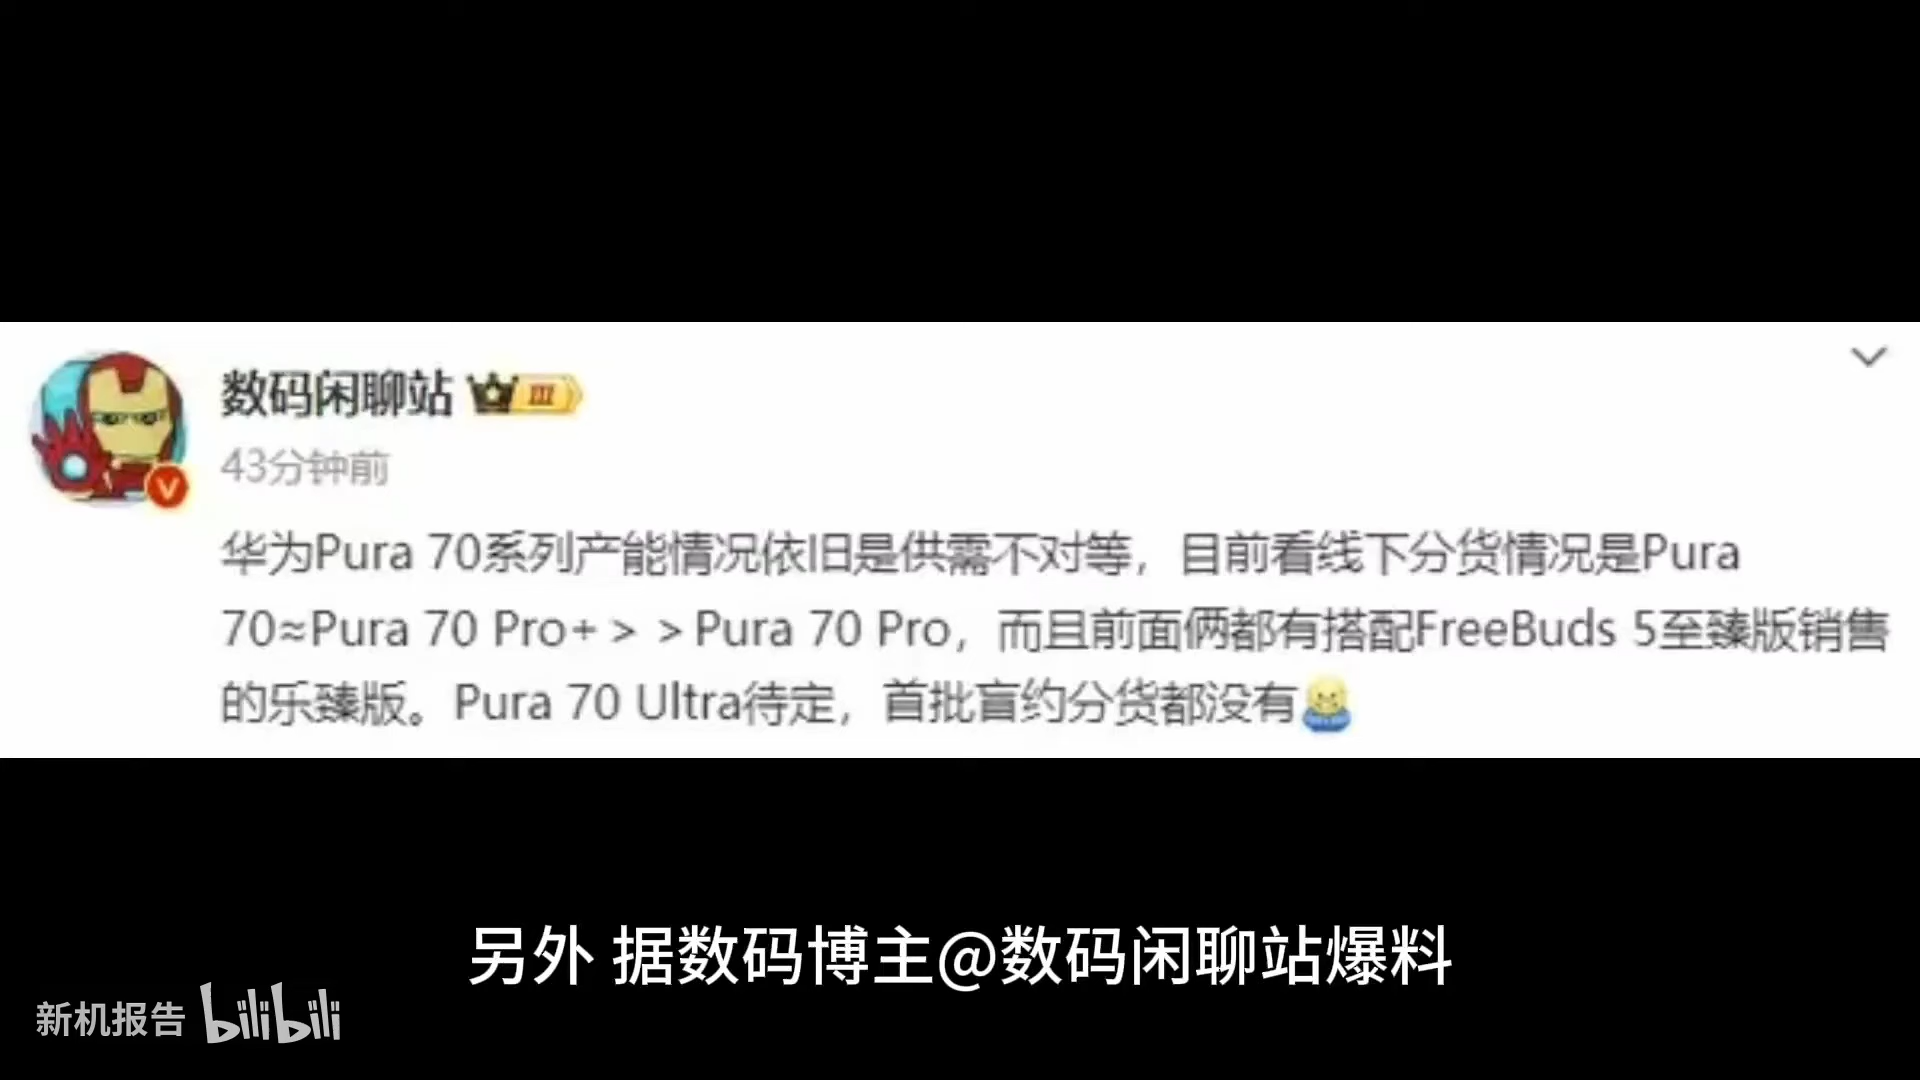 数码闲聊站
III
43分钟前
华为Pura 70系列产能情况依旧是供需不对等，目前看线下分货情况是Pura
70≈Pura 70 Pro+＞＞Pura 70 Pro，而且前面俩都有搭配FreeBuds 5至臻版销售
的乐臻版。Pura 70 Ultra待定，首批盲约分货都没有
另外 据数码博主@数码闲聊站爆料
新机报告 bilibili